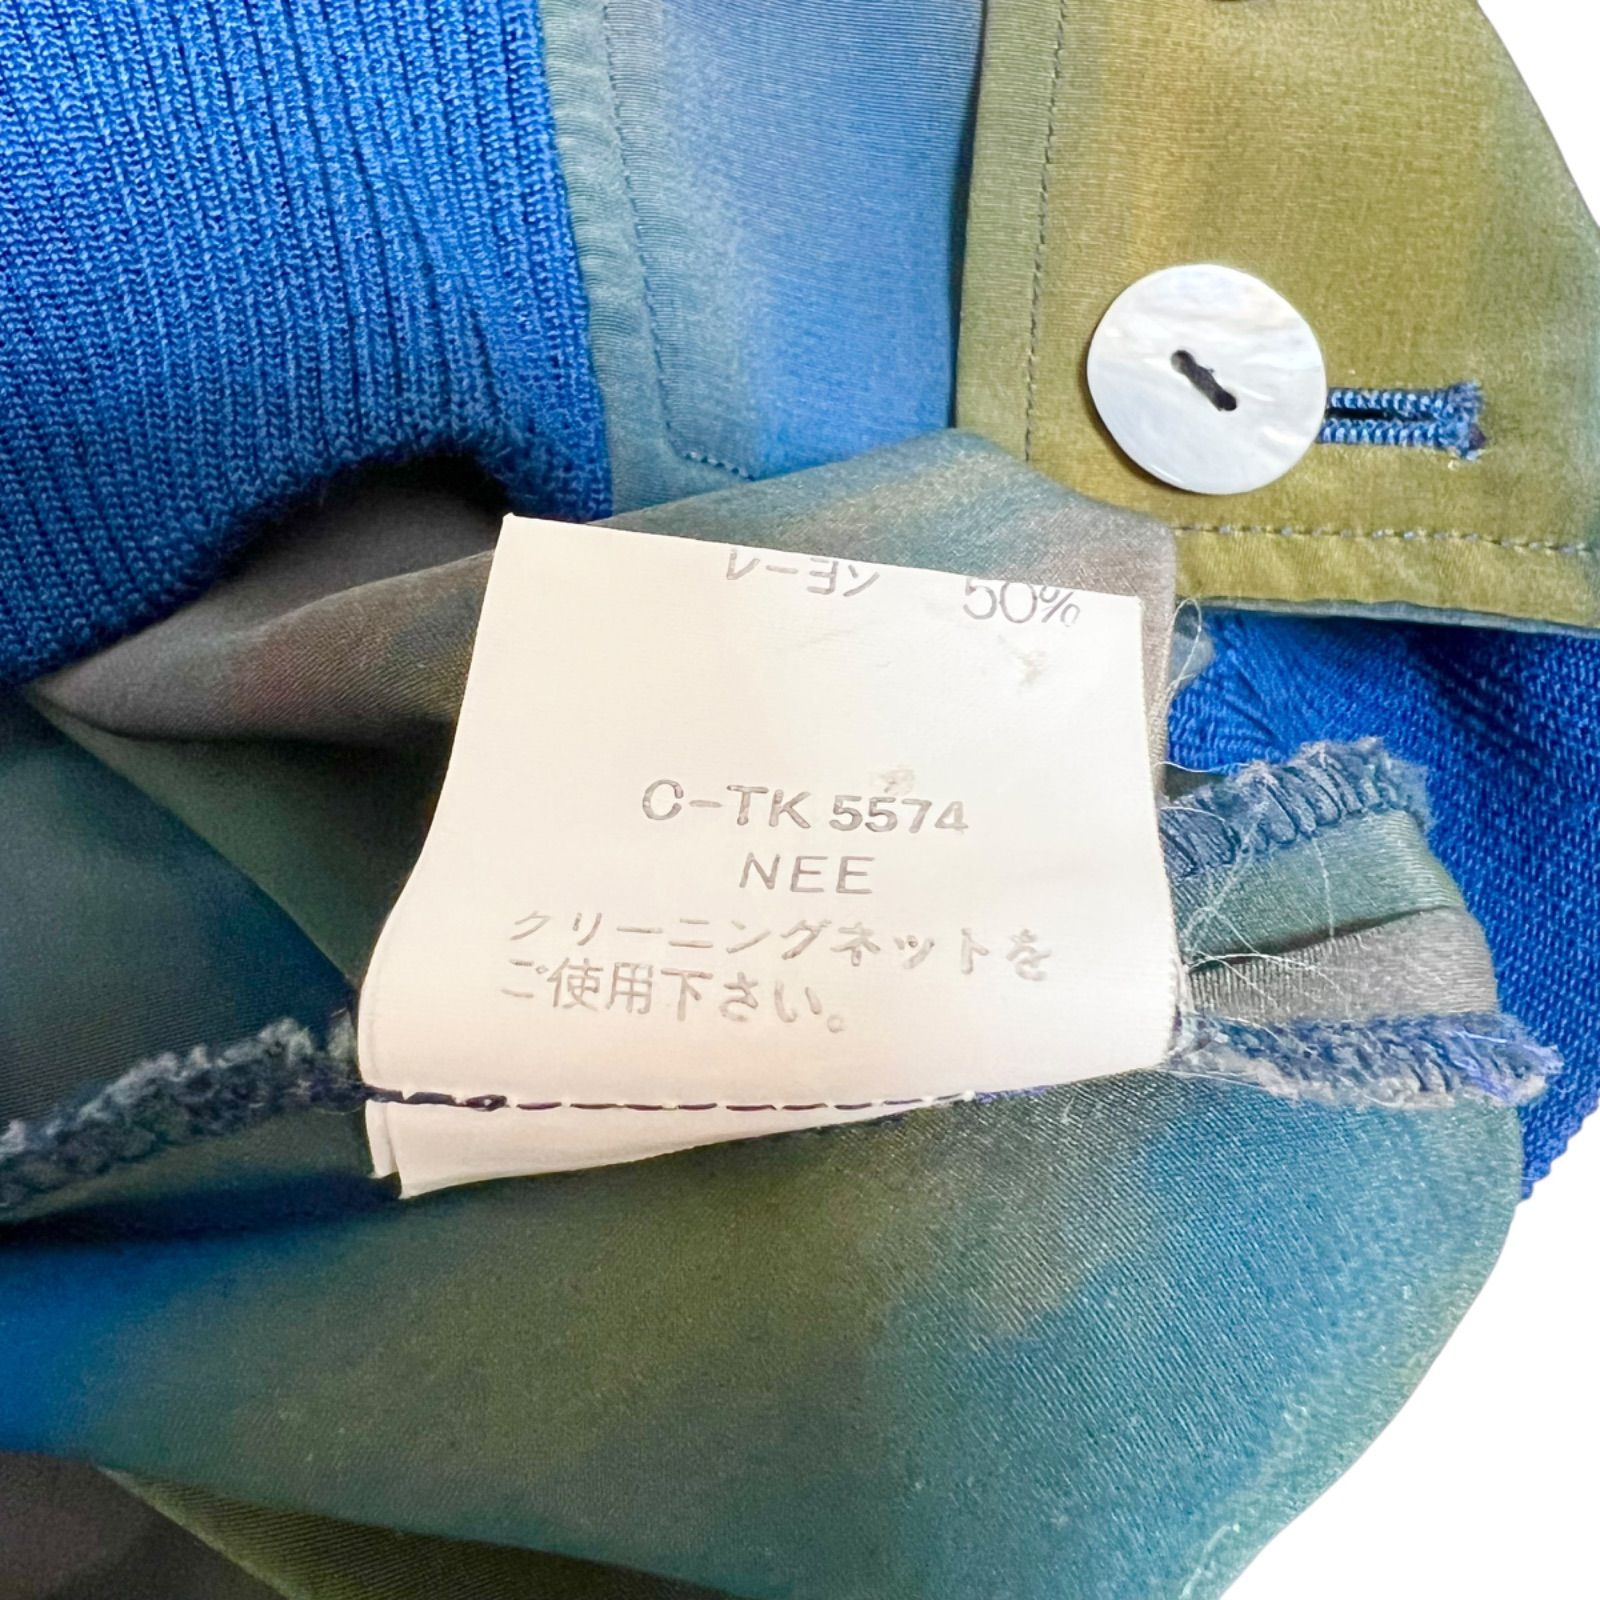 レーヨン 50%
C-TK 5574
NEE
クリーニングネットを
ご使用下さい。